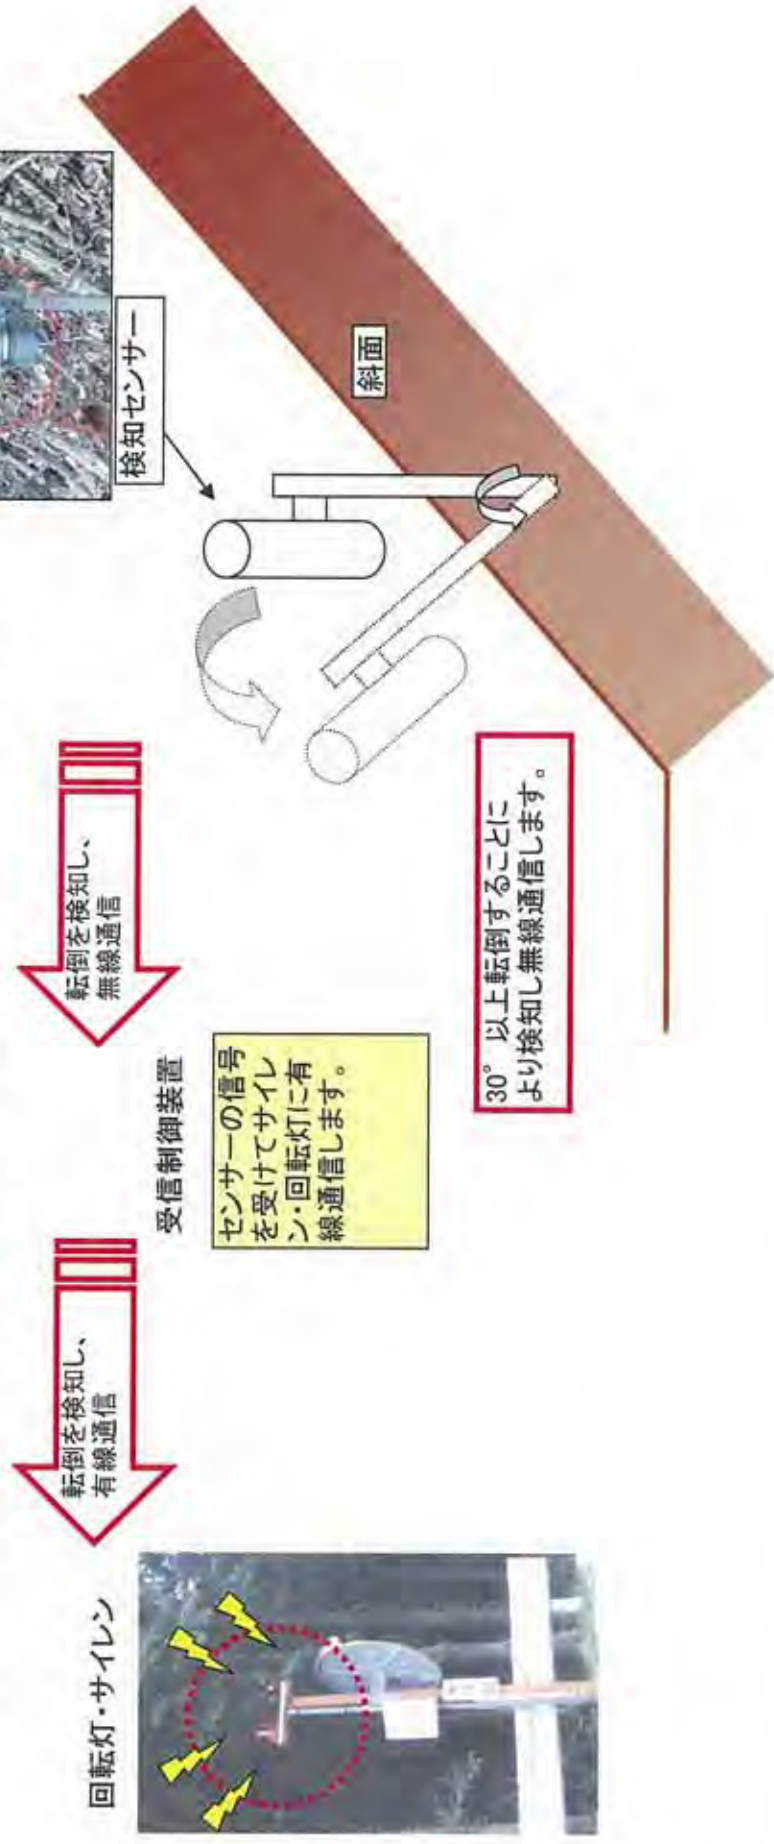 回転灯・サイレン
転倒を検知し、
有線通信
受信制御装置
センサーの信号
を受けてサイレ
ン・回転灯に有
線通信します。
転倒を検知し、
無線通信
30°以上転倒することに
より検知し無線通信します。
検知センサー
斜面